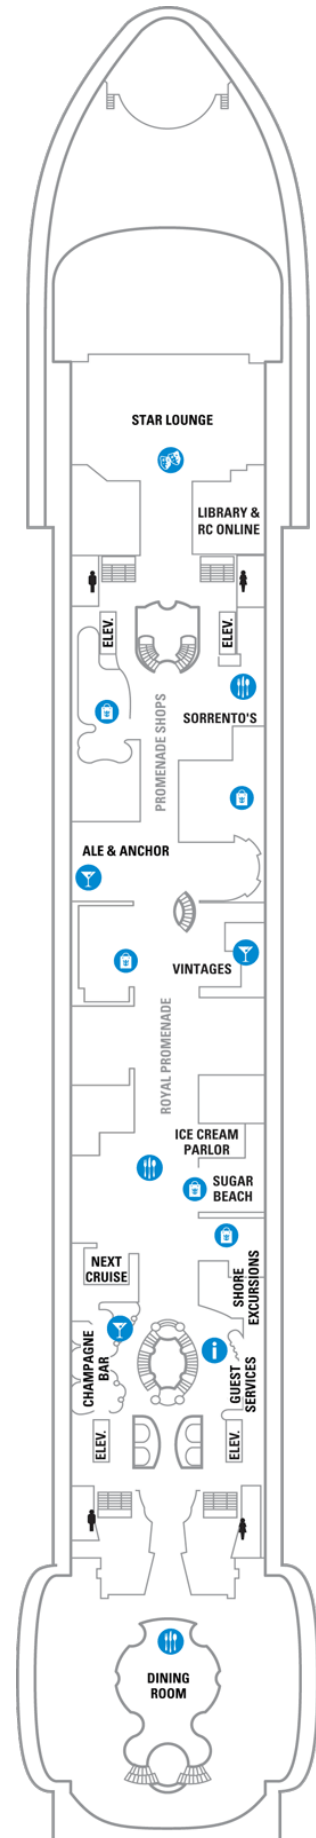 STAR LOUNGE
LIBRARY &
RC ONLINE
ELEV.
ELEV.
SORRENTO'S
PROMENADE SHOPS
ALE & ANCHOR
VINTAGES
ROYAL PROMENADE
ICE CREAM
PARLOR
SUGAR
BEACH
NEXT
CRUISE
SHORE
EXCURSIONS
CHAMPAGNE
BAR
i
GUEST
SERVICES
ELEV.
ELEV.
DINING
ROOM